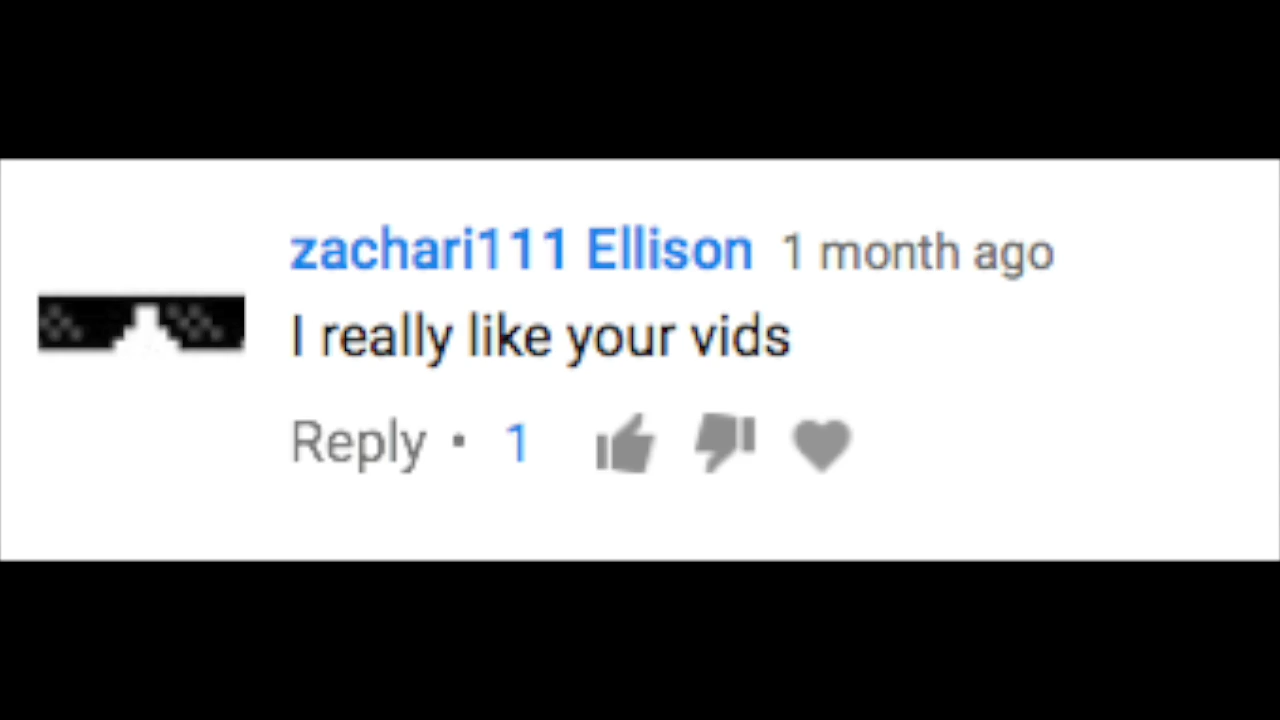 zachari111 Ellison 1 month ago
I really like your vids
Reply • 1